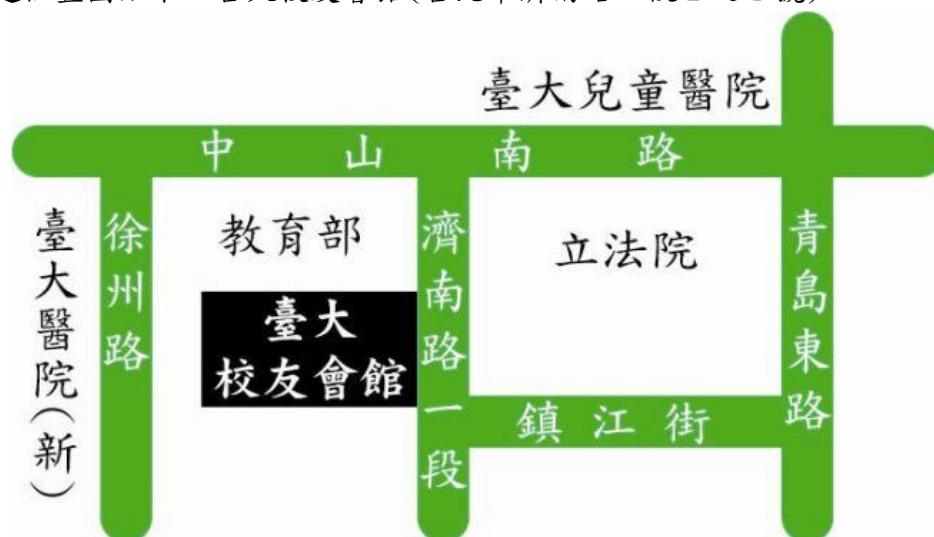 臺大兒童醫院
中山南路
臺大醫院(新)
徐州路
教育部
濟南路一段
立法院
青島東路
臺大
校友會館
鎮江街